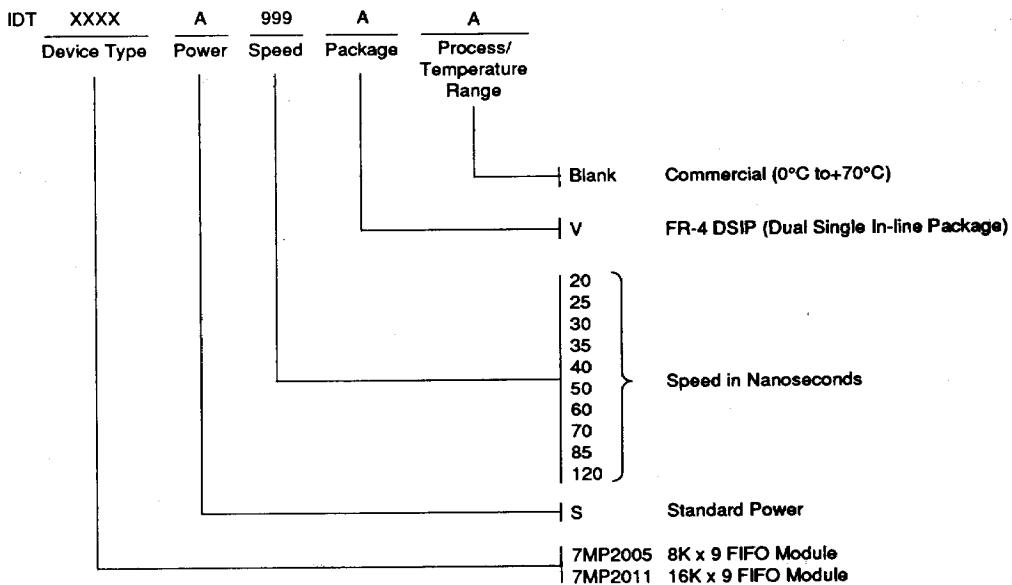 IDT XXXX A 999 A A
Device Type Power Speed Package Process/
Temperature
Range
Blank Commercial (0°C to+70°C)
V FR-4 DSIP (Dual Single In-line Package)
20
25
30
35
40
50
60
70
85
120
Speed in Nanoseconds
S Standard Power
7MP2005 8K x 9 FIFO Module
7MP2011 16K x 9 FIFO Module